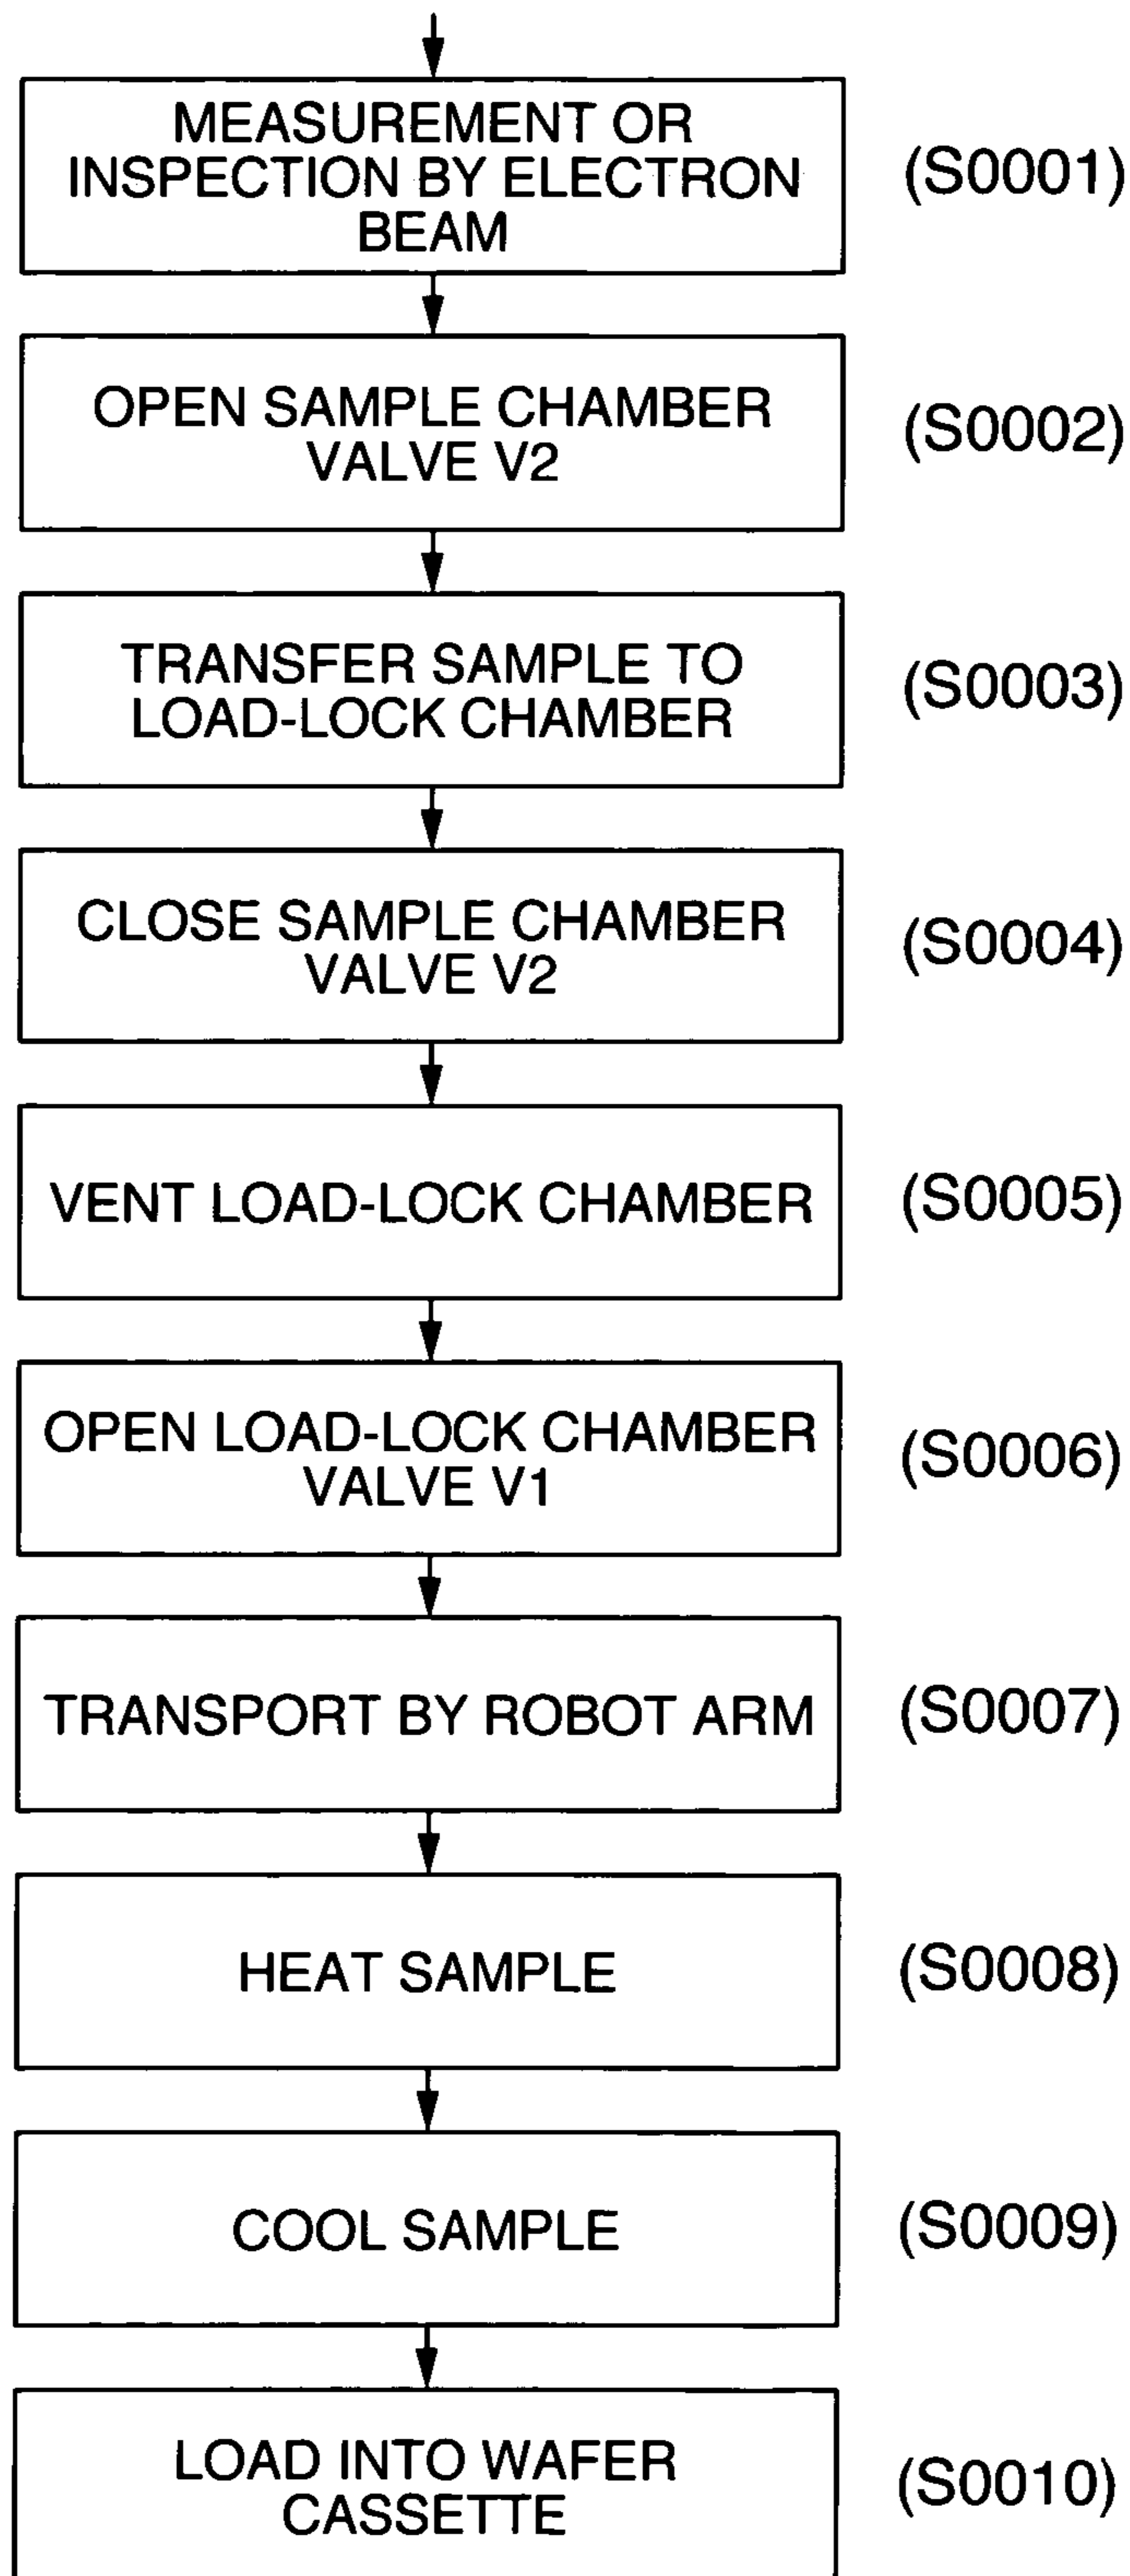 MEASUREMENT OR
INSPECTION BY ELECTRON
BEAM
(S0001)
OPEN SAMPLE CHAMBER
VALVE V2
(S0002)
TRANSFER SAMPLE TO
LOAD-LOCK CHAMBER
(S0003)
CLOSE SAMPLE CHAMBER
VALVE V2
(S0004)
VENT LOAD-LOCK CHAMBER
(S0005)
OPEN LOAD-LOCK CHAMBER
VALVE V1
(S0006)
TRANSPORT BY ROBOT ARM
(S0007)
HEAT SAMPLE
(S0008)
COOL SAMPLE
(S0009)
LOAD INTO WAFER
CASSETTE
(S0010)